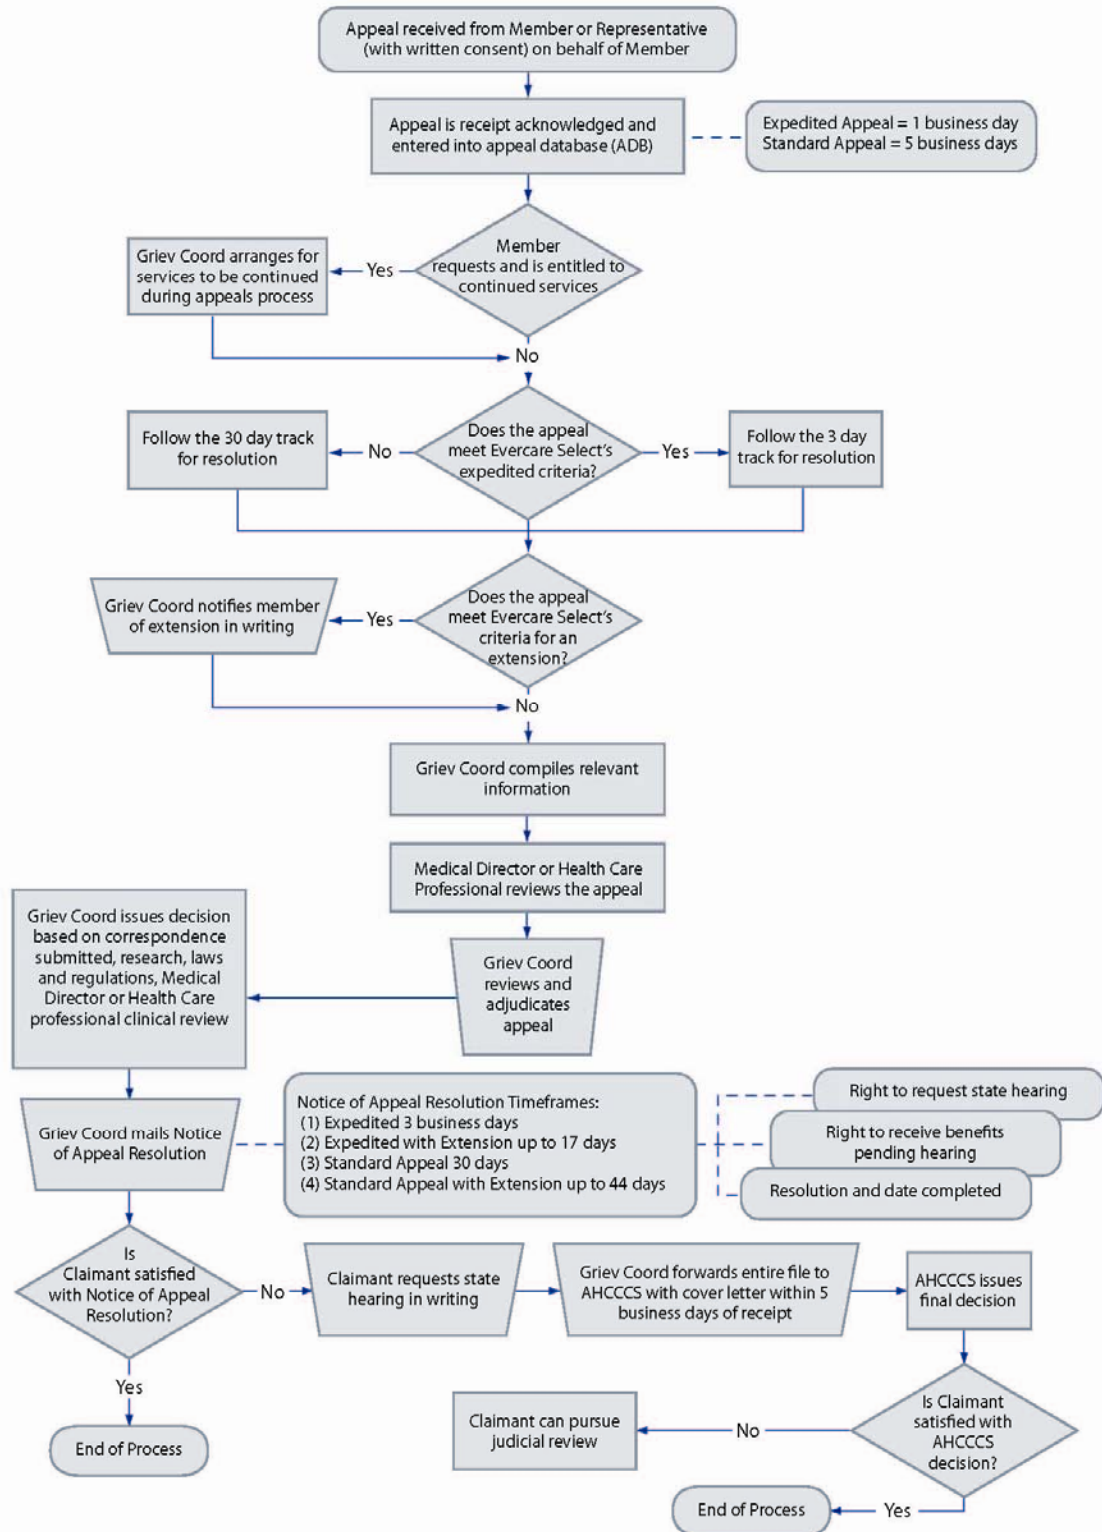 Appeal received from Member or Representative
(with written consent) on behalf of Member
Appeal is receipt acknowledged and
entered into appeal database (ADB)
Expedited Appeal = 1 business day
Standard Appeal = 5 business days
Member
requests and is entitled to
continued services
Yes
Griev Coord arranges for
services to be continued
during appeals process
No
Does the appeal
meet Evercare Select's
expedited criteria?
No
Follow the 30 day track
for resolution
Yes
Follow the 3 day
track for resolution
Does the appeal
meet Evercare Select's
criteria for an
extension?
Yes
Griev Coord notifies member
of extension in writing
No
Griev Coord compiles relevant
information
Medical Director or Health Care
Professional reviews the appeal
Griev Coord
reviews and
adjudicates
appeal
Griev Coord issues decision
based on correspondence
submitted, research, laws
and regulations, Medical
Director or Health Care
professional clinical review
Griev Coord mails Notice
of Appeal Resolution
Notice of Appeal Resolution Timeframes:
(1) Expedited 3 business days
(2) Expedited with Extension up to 17 days
(3) Standard Appeal 30 days
(4) Standard Appeal with Extension up to 44 days
Right to request state hearing
Right to receive benefits
pending hearing
Resolution and date completed
Is
Claimant satisfied
with Notice of Appeal
Resolution?
No
Claimant requests state
hearing in writing
Griev Coord forwards entire file to
AHCCCS with cover letter within 5
business days of receipt
AHCCCS issues
final decision
Yes
End of Process
Is Claimant
satisfied with
AHCCCS
decision?
No
Claimant can pursue
judicial review
Yes
End of Process